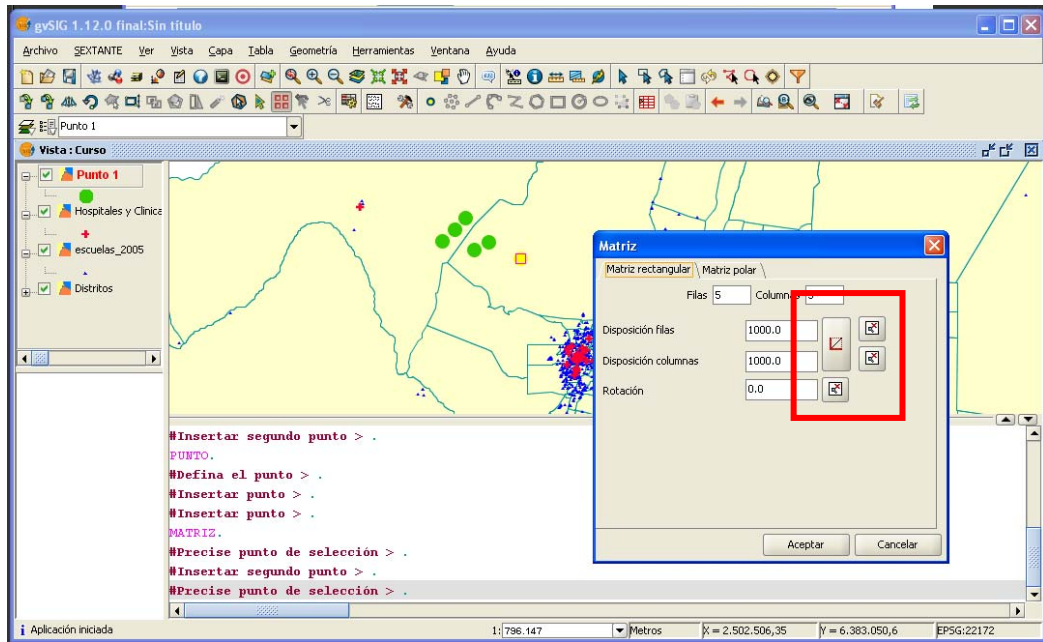 gvSIG 1.12.0 final:Sin título
Archivo SEXTANTE Ver Vista Capa Tabla Geometría Herramientas Ventana Ayuda
Punto 1
Vista : Curso
Punto 1
Hospitales y Clinica
escuelas_2005
Distritos
Matriz
Matriz rectangular Matriz polar
Filas 5 Columnas 5
Disposición filas 1000.0
Disposición columnas 1000.0
Rotación 0.0
Aceptar Cancelar
#Insertar segundo punto > .
PUNTO.
#Defina el punto > .
#Insertar punto > .
#Insertar punto > .
MATRIZ.
#Precise punto de selección > .
#Insertar segundo punto > .
#Precise punto de selección > .
Aplicación iniciada 1: 796.147 Metros X = 2.502.506,35 Y = 6.383.050,6 EPSG:22172